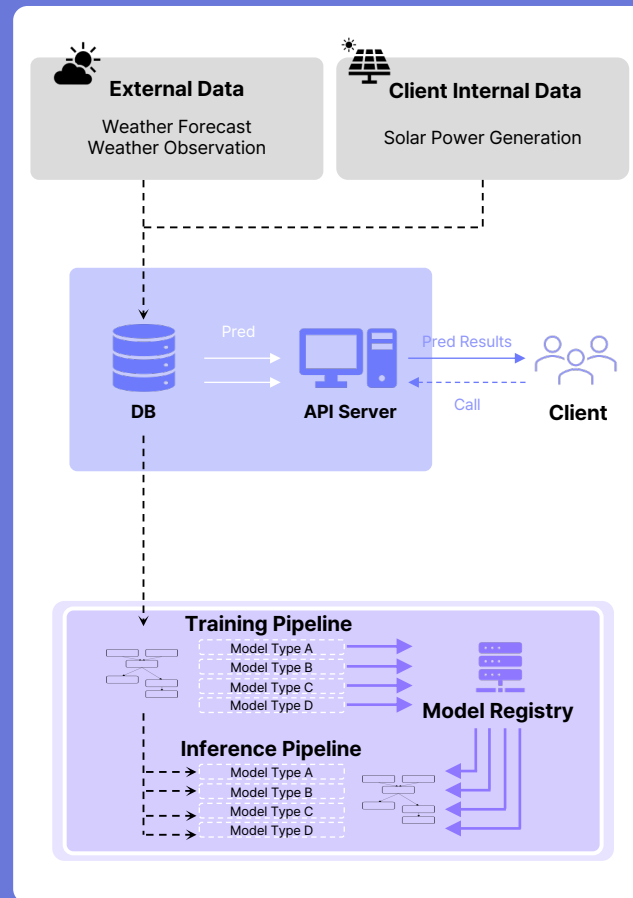 External Data
Weather Forecast
Weather Observation
Client Internal Data
Solar Power Generation
Pred
Pred Results
Call
DB
API Server
Client
Training Pipeline
Model Type A
Model Type B
Model Type C
Model Type D
Model Registry
Inference Pipeline
Model Type A
Model Type B
Model Type C
Model Type D